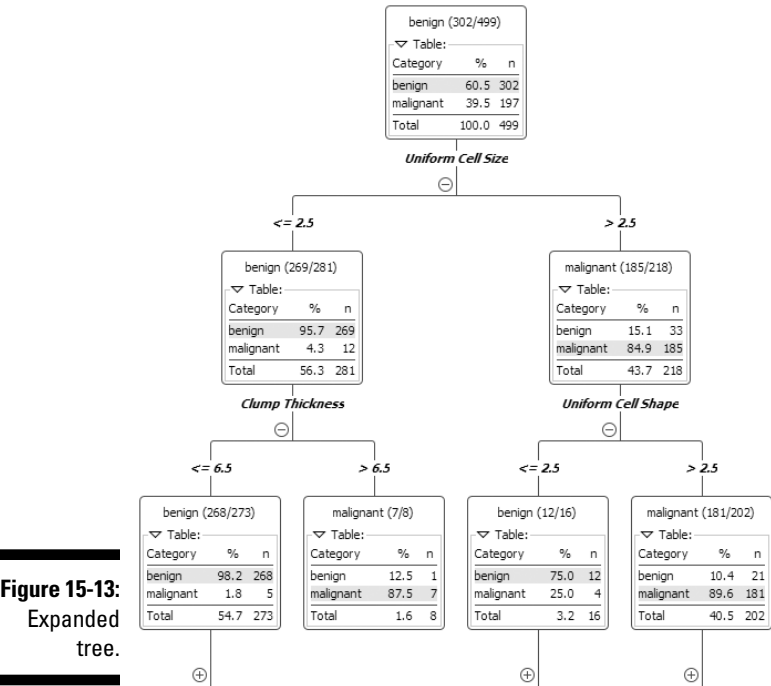 benign (302/499)
Table:
Category % n
benign 60.5 302
malignant 39.5 197
Total 100.0 499
Uniform Cell Size
<= 2.5
> 2.5
benign (269/281)
Table:
Category % n
benign 95.7 269
malignant 4.3 12
Total 56.3 281
Clump Thickness
malignant (185/218)
Table:
Category % n
benign 15.1 33
malignant 84.9 185
Total 43.7 218
Uniform Cell Shape
<= 6.5
> 6.5
<= 2.5
> 2.5
benign (268/273)
Table:
Category % n
benign 98.2 268
malignant 1.8 5
Total 54.7 273
malignant (7/8)
Table:
Category % n
benign 12.5 1
malignant 87.5 7
Total 1.6 8
benign (12/16)
Table:
Category % n
benign 75.0 12
malignant 25.0 4
Total 3.2 16
malignant (181/202)
Table:
Category % n
benign 10.4 21
malignant 89.6 181
Total 40.5 202
Figure 15-13:
Expanded
tree.